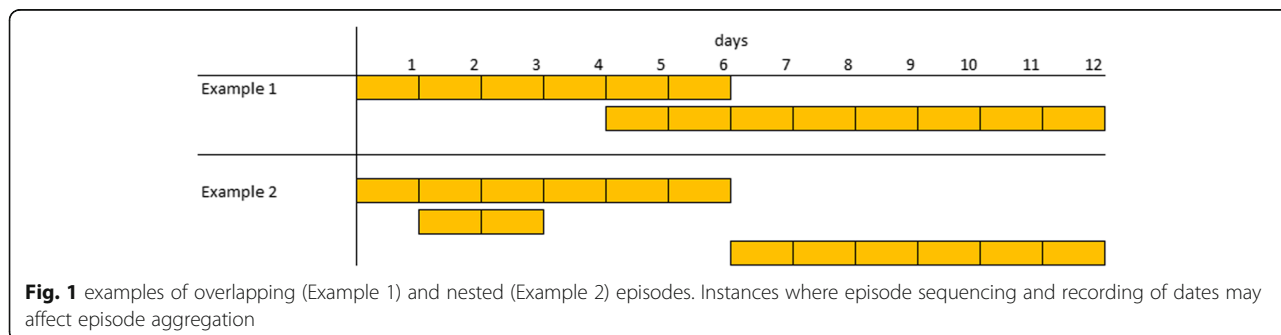 days
1 2 3 4 5 6 7 8 9 10 11 12
Example 1
Example 2
Fig. 1 examples of overlapping (Example 1) and nested (Example 2) episodes. Instances where episode sequencing and recording of dates may
affect episode aggregation